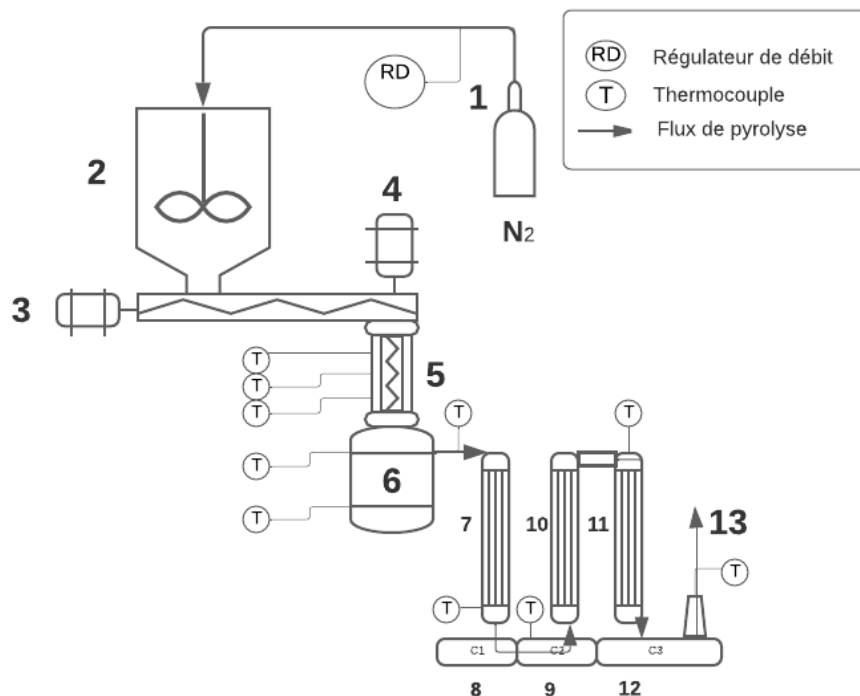 RD
RD Régulateur de débit
T Thermocouple
Flux de pyrolyse
1
2
4
N2
3
T
T
T
5
T
T
T
6
T
7
10
11
13
T
T
T
C1
C2
C3
8
9
12